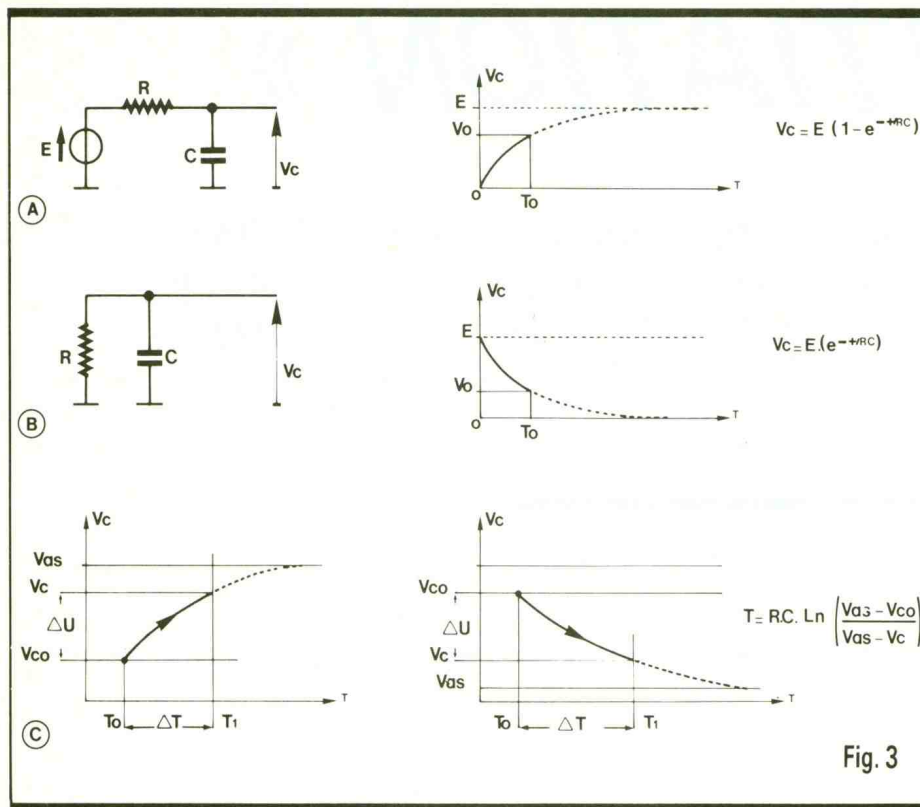 R
E
C
Vc
A
Vc
E
Vo
O
To
T
Vc = E (1 - e^-t/RC)
R
C
Vc
B
Vc
E
Vo
O
To
T
Vc = E.(e^-t/RC)
Vc
Vas
Vc
△U
Vco
To △T T1
T
C
Vc
Vco
△U
Vc
Vas
To △T T1
T
T = R.C. Ln (Vas - Vco / Vas - Vc)
Fig. 3